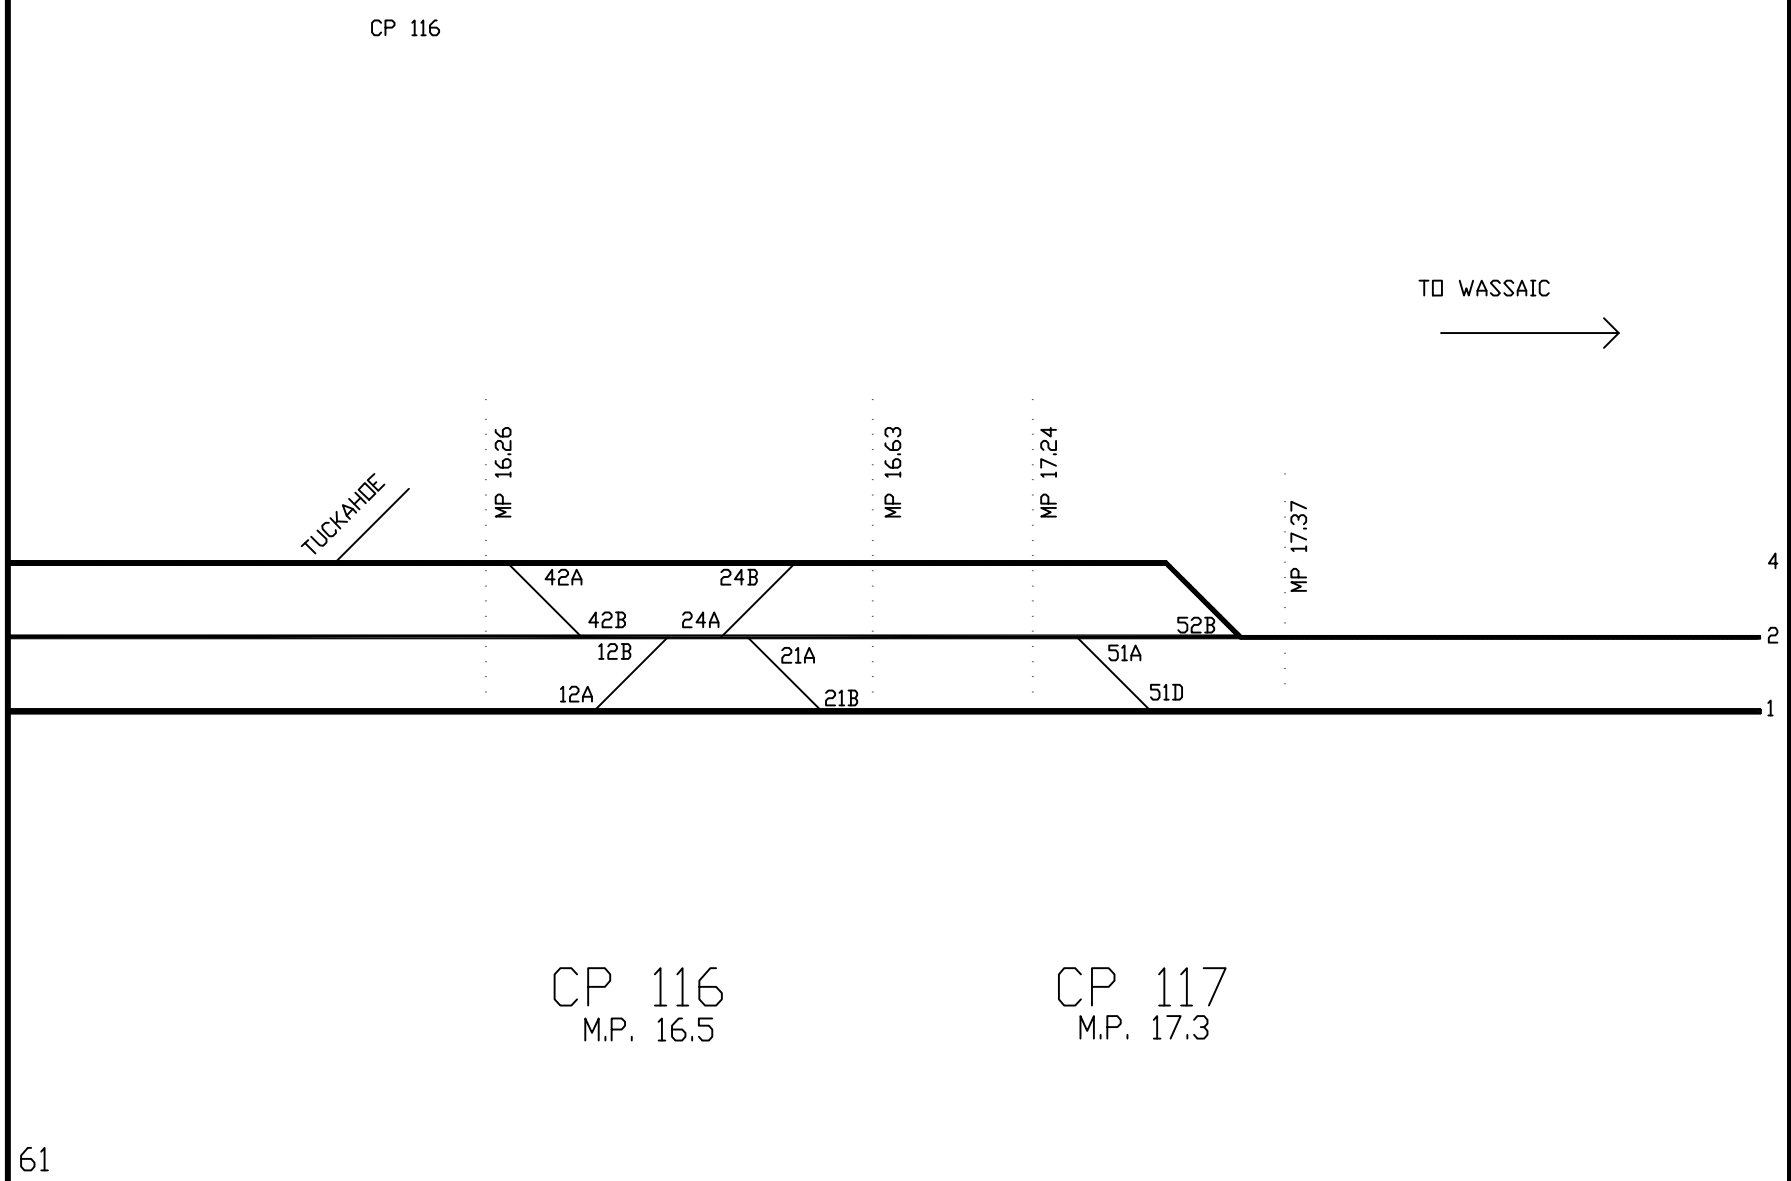 CP 116
TO WASSAIC
MP 16.26
MP 16.63
MP 17.24
MP 17.37
TUCKAHOE
4
42A
24B
42B
24A
52B
2
12B
21A
51A
12A
21B
51D
1
CP 116
M.P. 16.5
CP 117
M.P. 17.3
61